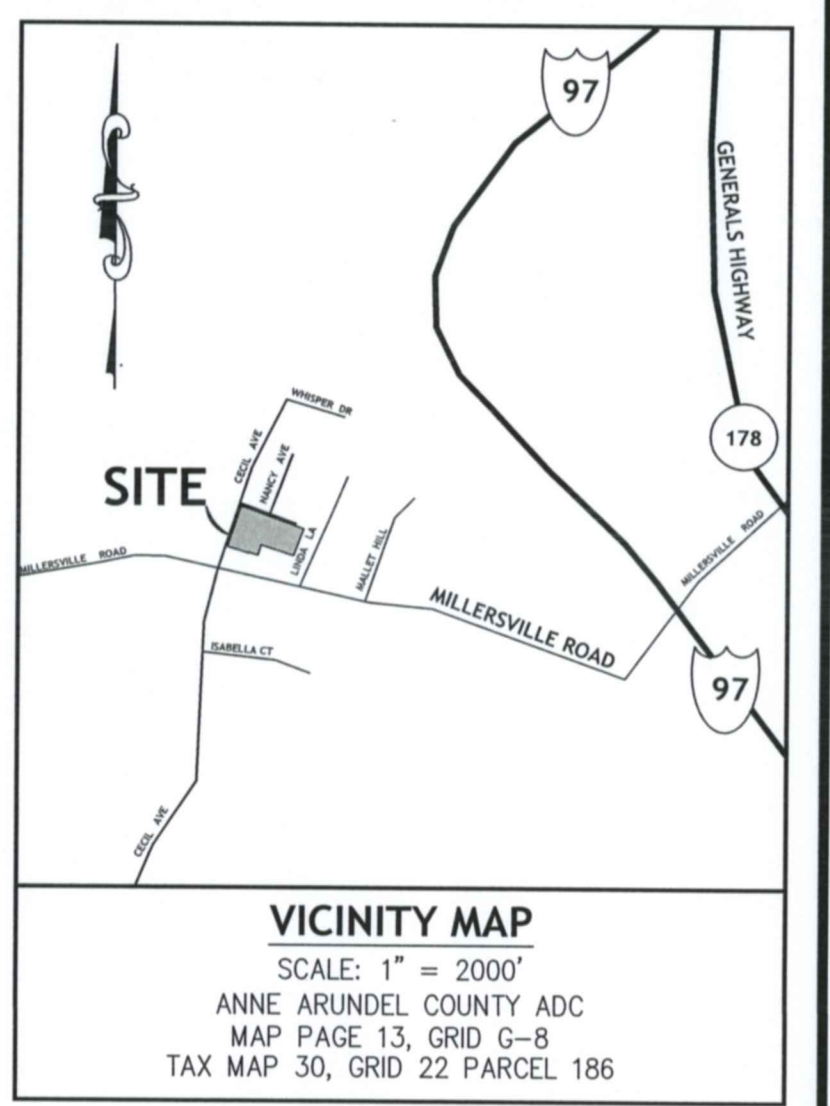 97
GENERALS HIGHWAY
178
WHISPER DR
CECIL AVE
NANCY AVE
SITE
LINDA LA
MALLET HILL
MILLERSVILLE ROAD
MILLERSVILLE ROAD
MILLERSVILLE ROAD
ISABELLA CT
97
CECIL AVE
VICINITY MAP
SCALE: 1" = 2000'
ANNE ARUNDEL COUNTY ADC
MAP PAGE 13, GRID G-8
TAX MAP 30, GRID 22 PARCEL 186